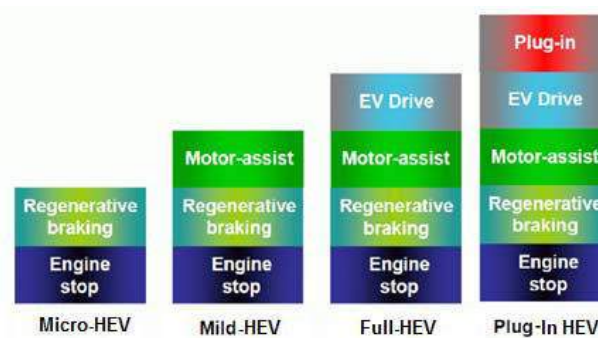 Plug-in
EV Drive
EV Drive
Motor-assist
Motor-assist
Motor-assist
Regenerative
braking
Regenerative
braking
Regenerative
braking
Regenerative
braking
Engine
stop
Engine
stop
Engine
stop
Engine
stop
Micro-HEV
Mild-HEV
Full-HEV
Plug-In HEV